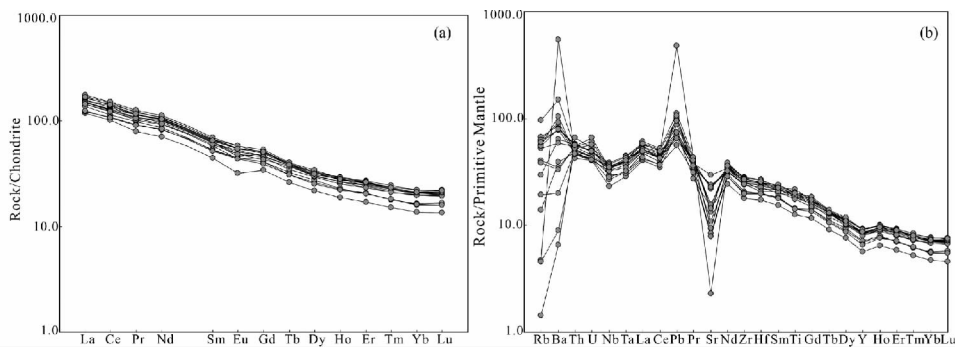 1000.0
100.0
10.0
1.0
Rock/Chondrite
(a)
La Ce Pr Nd Sm Eu Gd Tb Dy Ho Er Tm Yb Lu
1000.0
100.0
10.0
1.0
Rock/Primitive Mantle
(b)
Rb Ba Th U Nb Ta La Ce Pb Pr Sr Nd Zr Hf Sm Ti Gd Tb Dy Y Ho Er Tm Yb Lu